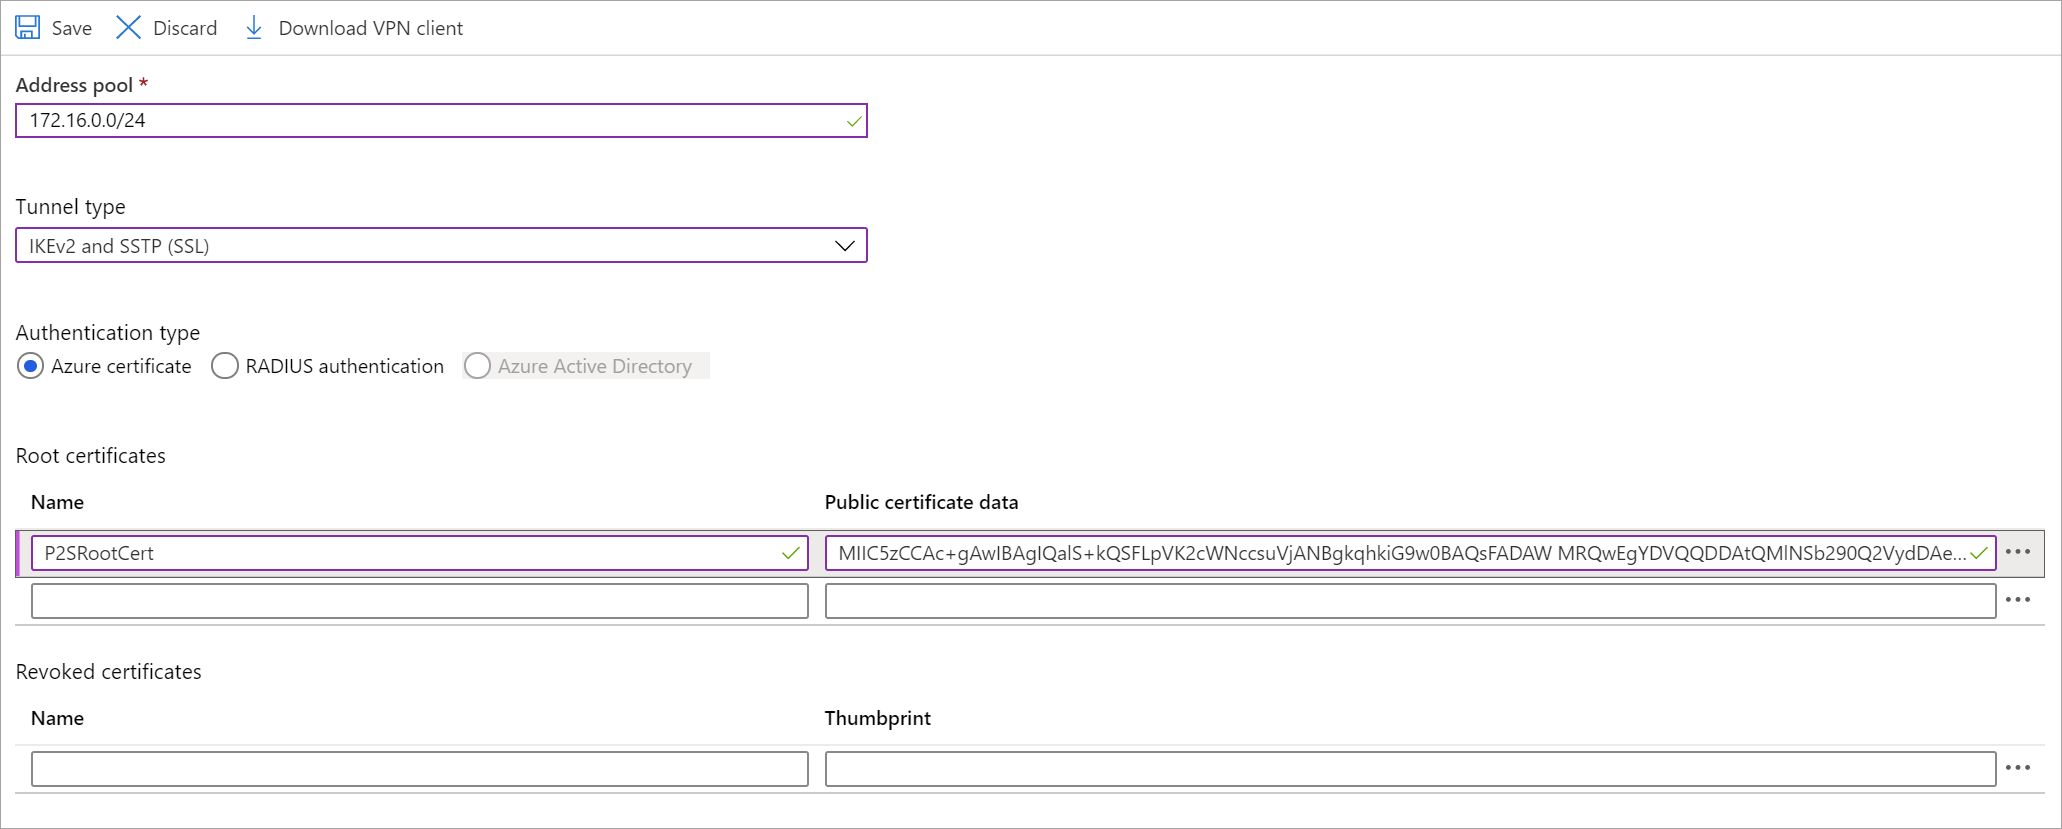 Save Discard Download VPN client
Address pool *
172.16.0.0/24
Tunnel type
IKEv2 and SSTP (SSL)
Authentication type
Azure certificate RADIUS authentication Azure Active Directory
Root certificates
Name Public certificate data
P2SRootCert MIIC5zCCAc+gAwIBAgIQalS+kQSFLpVK2cWNccsuVjANBgkqhkiG9w0BAQsFADAW MRQwEgYDVQQDDAtQMlNSb290Q2VydDAe...
Revoked certificates
Name Thumbprint